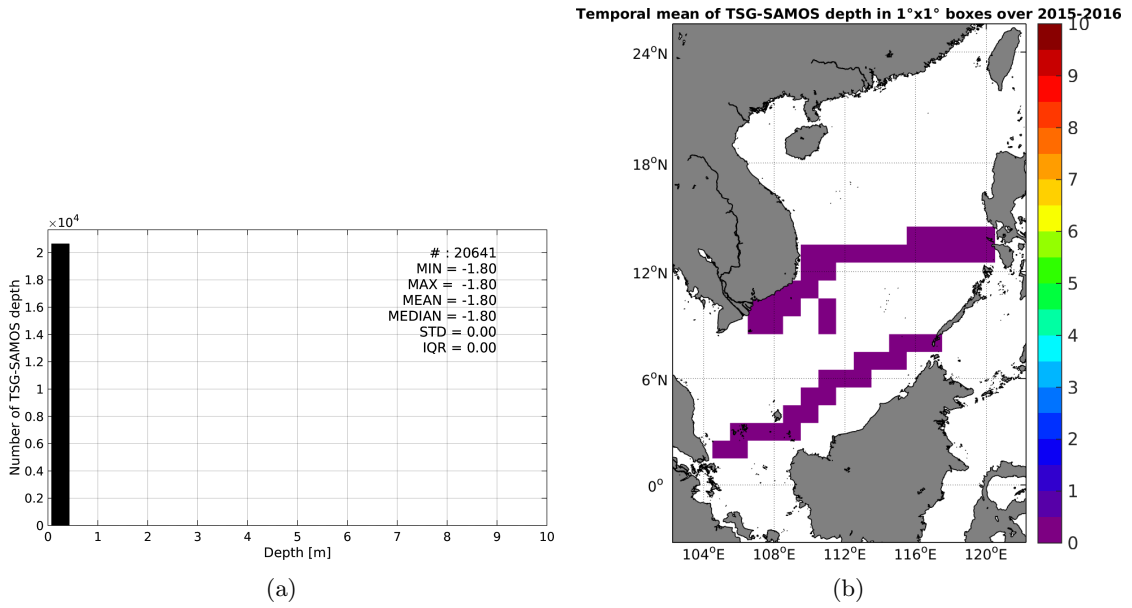 ×10⁴
2
1.8
1.6
1.4
1.2
1
0.8
0.6
0.4
0.2
0
Number of TSG-SAMOS depth
# : 20641
MIN = -1.80
MAX = -1.80
MEAN = -1.80
MEDIAN = -1.80
STD = 0.00
IQR = 0.00
0 1 2 3 4 5 6 7 8 9 10
Depth [m]
(a)
Temporal mean of TSG-SAMOS depth in 1°x1° boxes over 2015-2016
24°N
18°N
12°N
6°N
0°
104°E 108°E 112°E 116°E 120°E
10
9
8
7
6
5
4
3
2
1
0
(b)